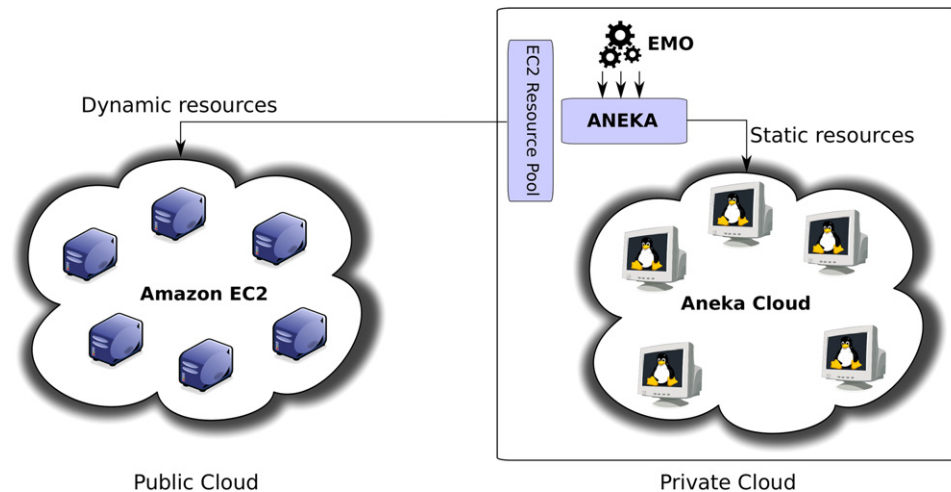 EMO
EC2 Resource Pool
Dynamic resources
ANEKA
Static resources
Amazon EC2
Aneka Cloud
Public Cloud
Private Cloud